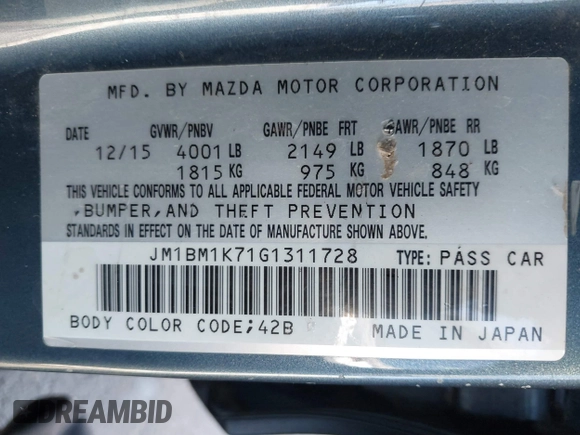 MFD. BY MAZDA MOTOR CORPORATION
DATE GVWR/PNBV GAWR/PNBE FRT GAWR/PNBE RR
12/15 4001 LB 2149 LB 1870 LB
1815 KG 975 KG 848 KG
THIS VEHICLE CONFORMS TO ALL APPLICABLE FEDERAL MOTOR VEHICLE SAFETY
,BUMPER,AND THEFT PREVENTION
STANDARDS IN EFFECT ON THE DATE OF MANUFACTURE SHOWN ABOVE.
JM1BM1K71G1311728 TYPE: PASS CAR
BODY COLOR CODE;42B MADE IN JAPAN
DREAMBID